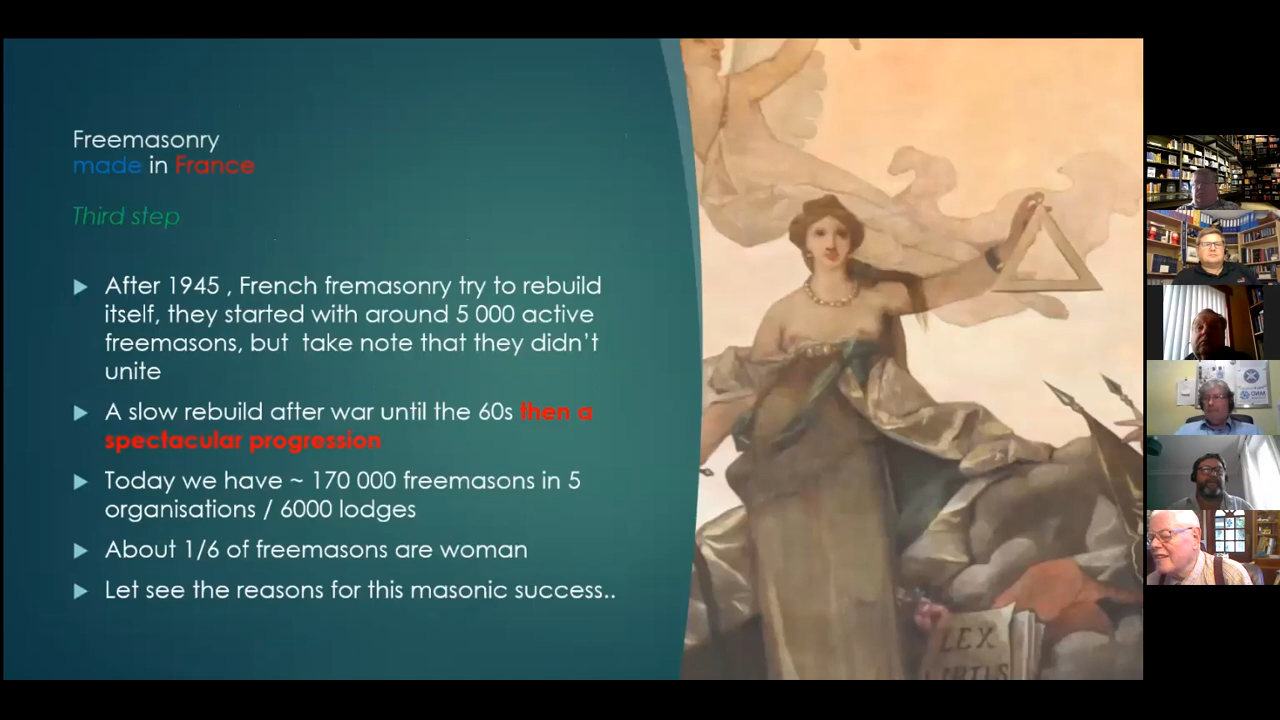 Freemasonry
made in France
Third step
After 1945 , French fremasonry try to rebuild
itself, they started with around 5 000 active
freemasons, but take note that they didn't
unite
A slow rebuild after war until the 60s then a
spectacular progression
Today we have ~ 170 000 freemasons in 5
organisations / 6000 lodges
About 1/6 of freemasons are woman
Let see the reasons for this masonic success..
LEX